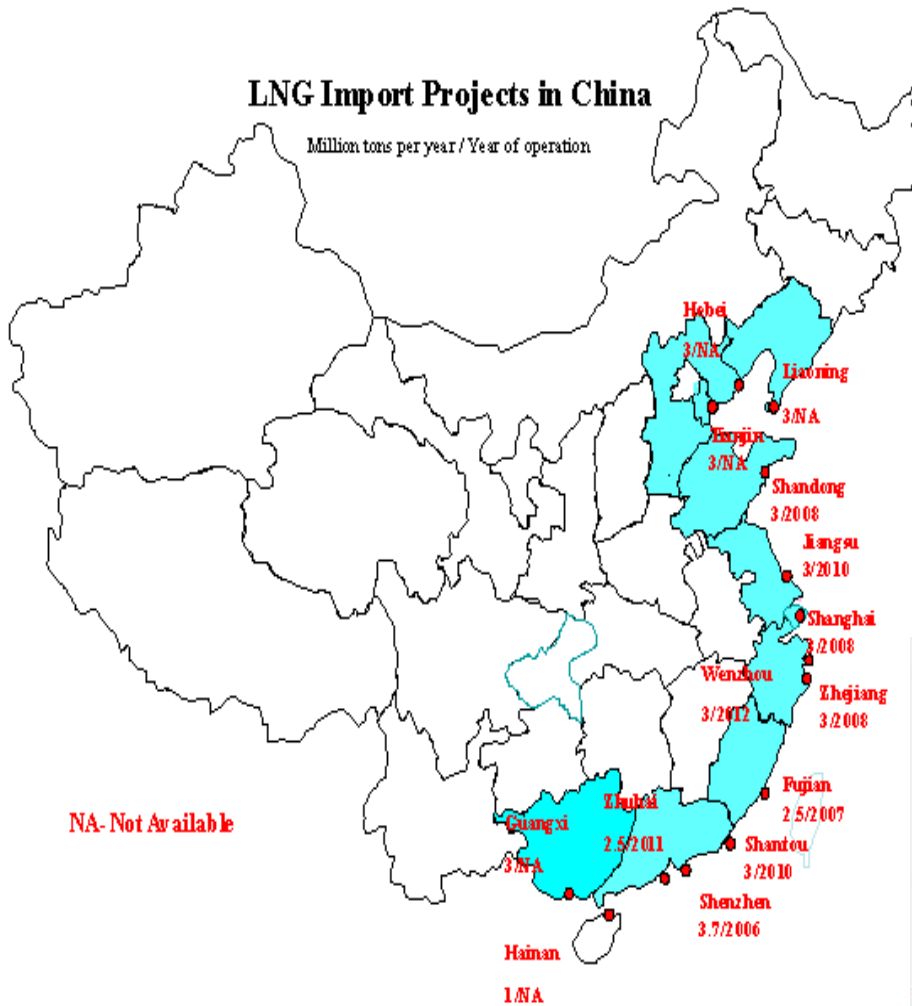 LNG Import Projects in China
Million tons per year / Year of operation
Hebei
3/NA
Liaoning
3/NA
Tianjin
3/NA
Shandong
3/2008
Jiangsu
3/2010
Shanghai
3/2008
Wenzhou
3/2012
Zhejiang
3/2008
Fujian
2.5/2007
Zhuhai
2.5/2011
Guangxi
3/NA
NA- Not Available
Shantou
3/2010
Shenzhen
3.7/2006
Hainan
1/NA